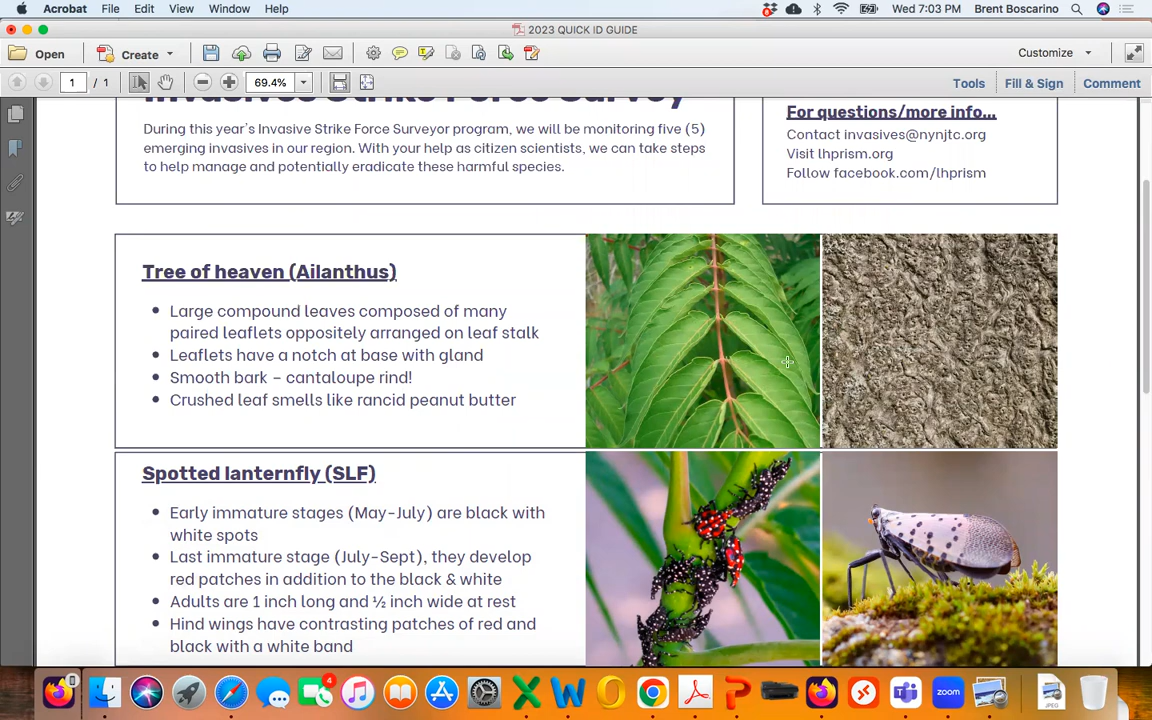 Acrobat File Edit View Window Help Wed 7:03 PM Brent Boscarino
2023 QUICK ID GUIDE
Open Create Customize
1 / 1 69.4% Tools Fill & Sign Comment
Invasives Strike Force Survey
During this year's Invasive Strike Force Surveyor program, we will be monitoring five (5)
emerging invasives in our region. With your help as citizen scientists, we can take steps
to help manage and potentially eradicate these harmful species.
For questions/more info...
Contact invasives@nynjtc.org
Visit lhprism.org
Follow facebook.com/lhprism
Tree of heaven (Ailanthus)
• Large compound leaves composed of many
paired leaflets oppositely arranged on leaf stalk
• Leaflets have a notch at base with gland
• Smooth bark – cantaloupe rind!
• Crushed leaf smells like rancid peanut butter
Spotted lanternfly (SLF)
• Early immature stages (May-July) are black with
white spots
• Last immature stage (July-Sept), they develop
red patches in addition to the black & white
• Adults are 1 inch long and ½ inch wide at rest
• Hind wings have contrasting patches of red and
black with a white band
4
zoom
JPEG